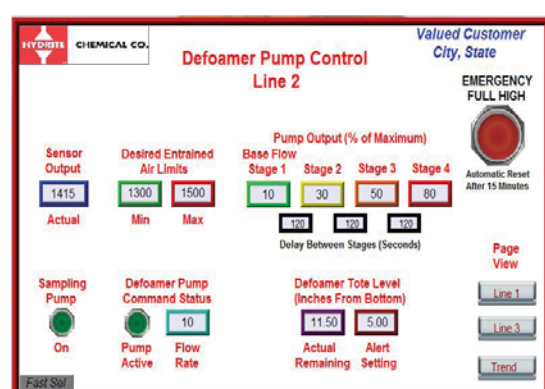 HYDRITE CHEMICAL CO.
Valued Customer
City, State
Defoamer Pump Control
Line 2
EMERGENCY
FULL HIGH
Automatic Reset
After 15 Minutes
Sensor
Output
1415
Actual
Desired Entrained
Air Limits
1300 1500
Min Max
Pump Output (% of Maximum)
Base Flow
Stage 1 Stage 2 Stage 3 Stage 4
10 30 50 80
120 120 120
Delay Between Stages (Seconds)
Page
View
Line 1
Line 3
Trend
Sampling
Pump
On
Defoamer Pump
Command Status
10
Pump Flow
Active Rate
Defoamer Tote Level
(Inches From Bottom)
11.50 5.00
Actual Alert
Remaining Setting
Fast Sel